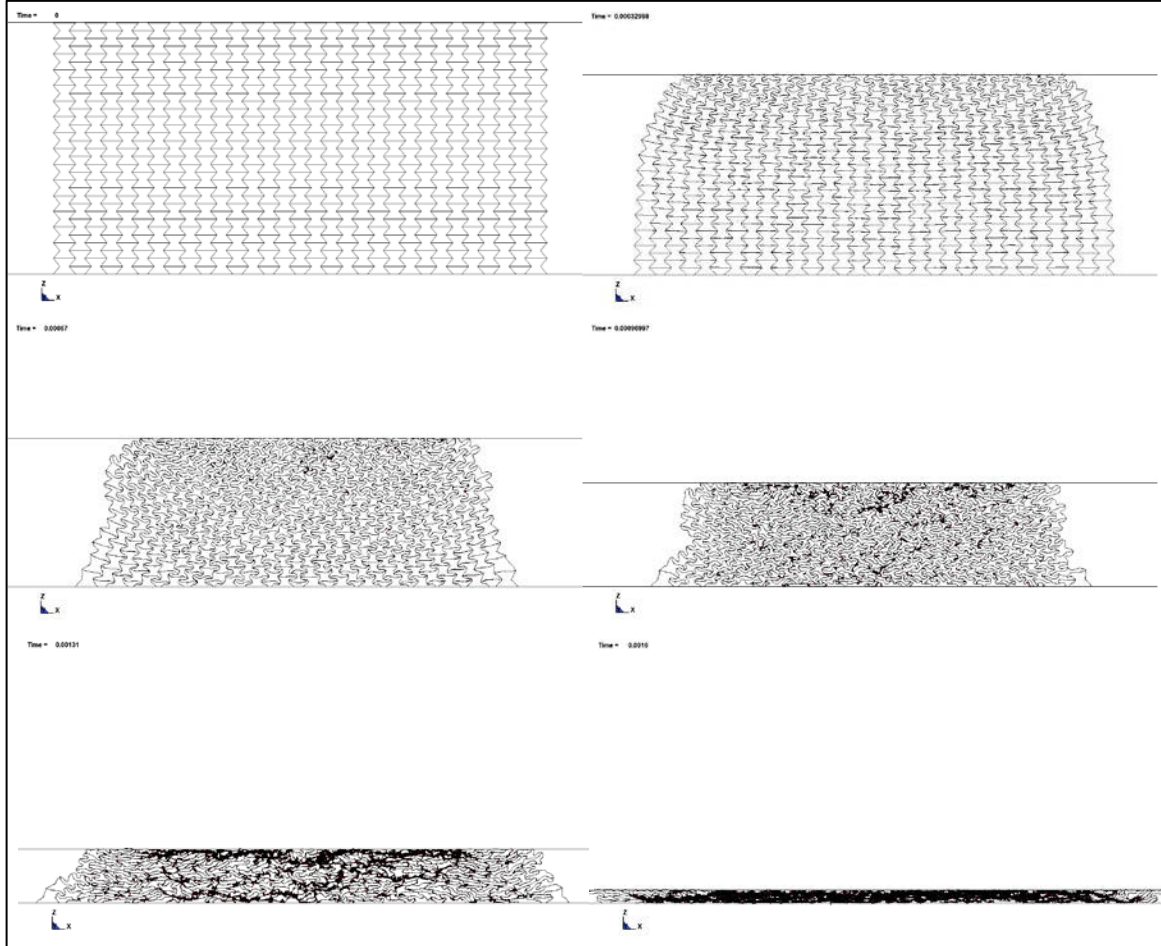 Time = 0
Z
X
Time = 0.00032998
Z
X
Time = 0.00067
Z
X
Time = 0.00098997
Z
X
Time = 0.00131
Z
X
Time = 0.0016
Z
X